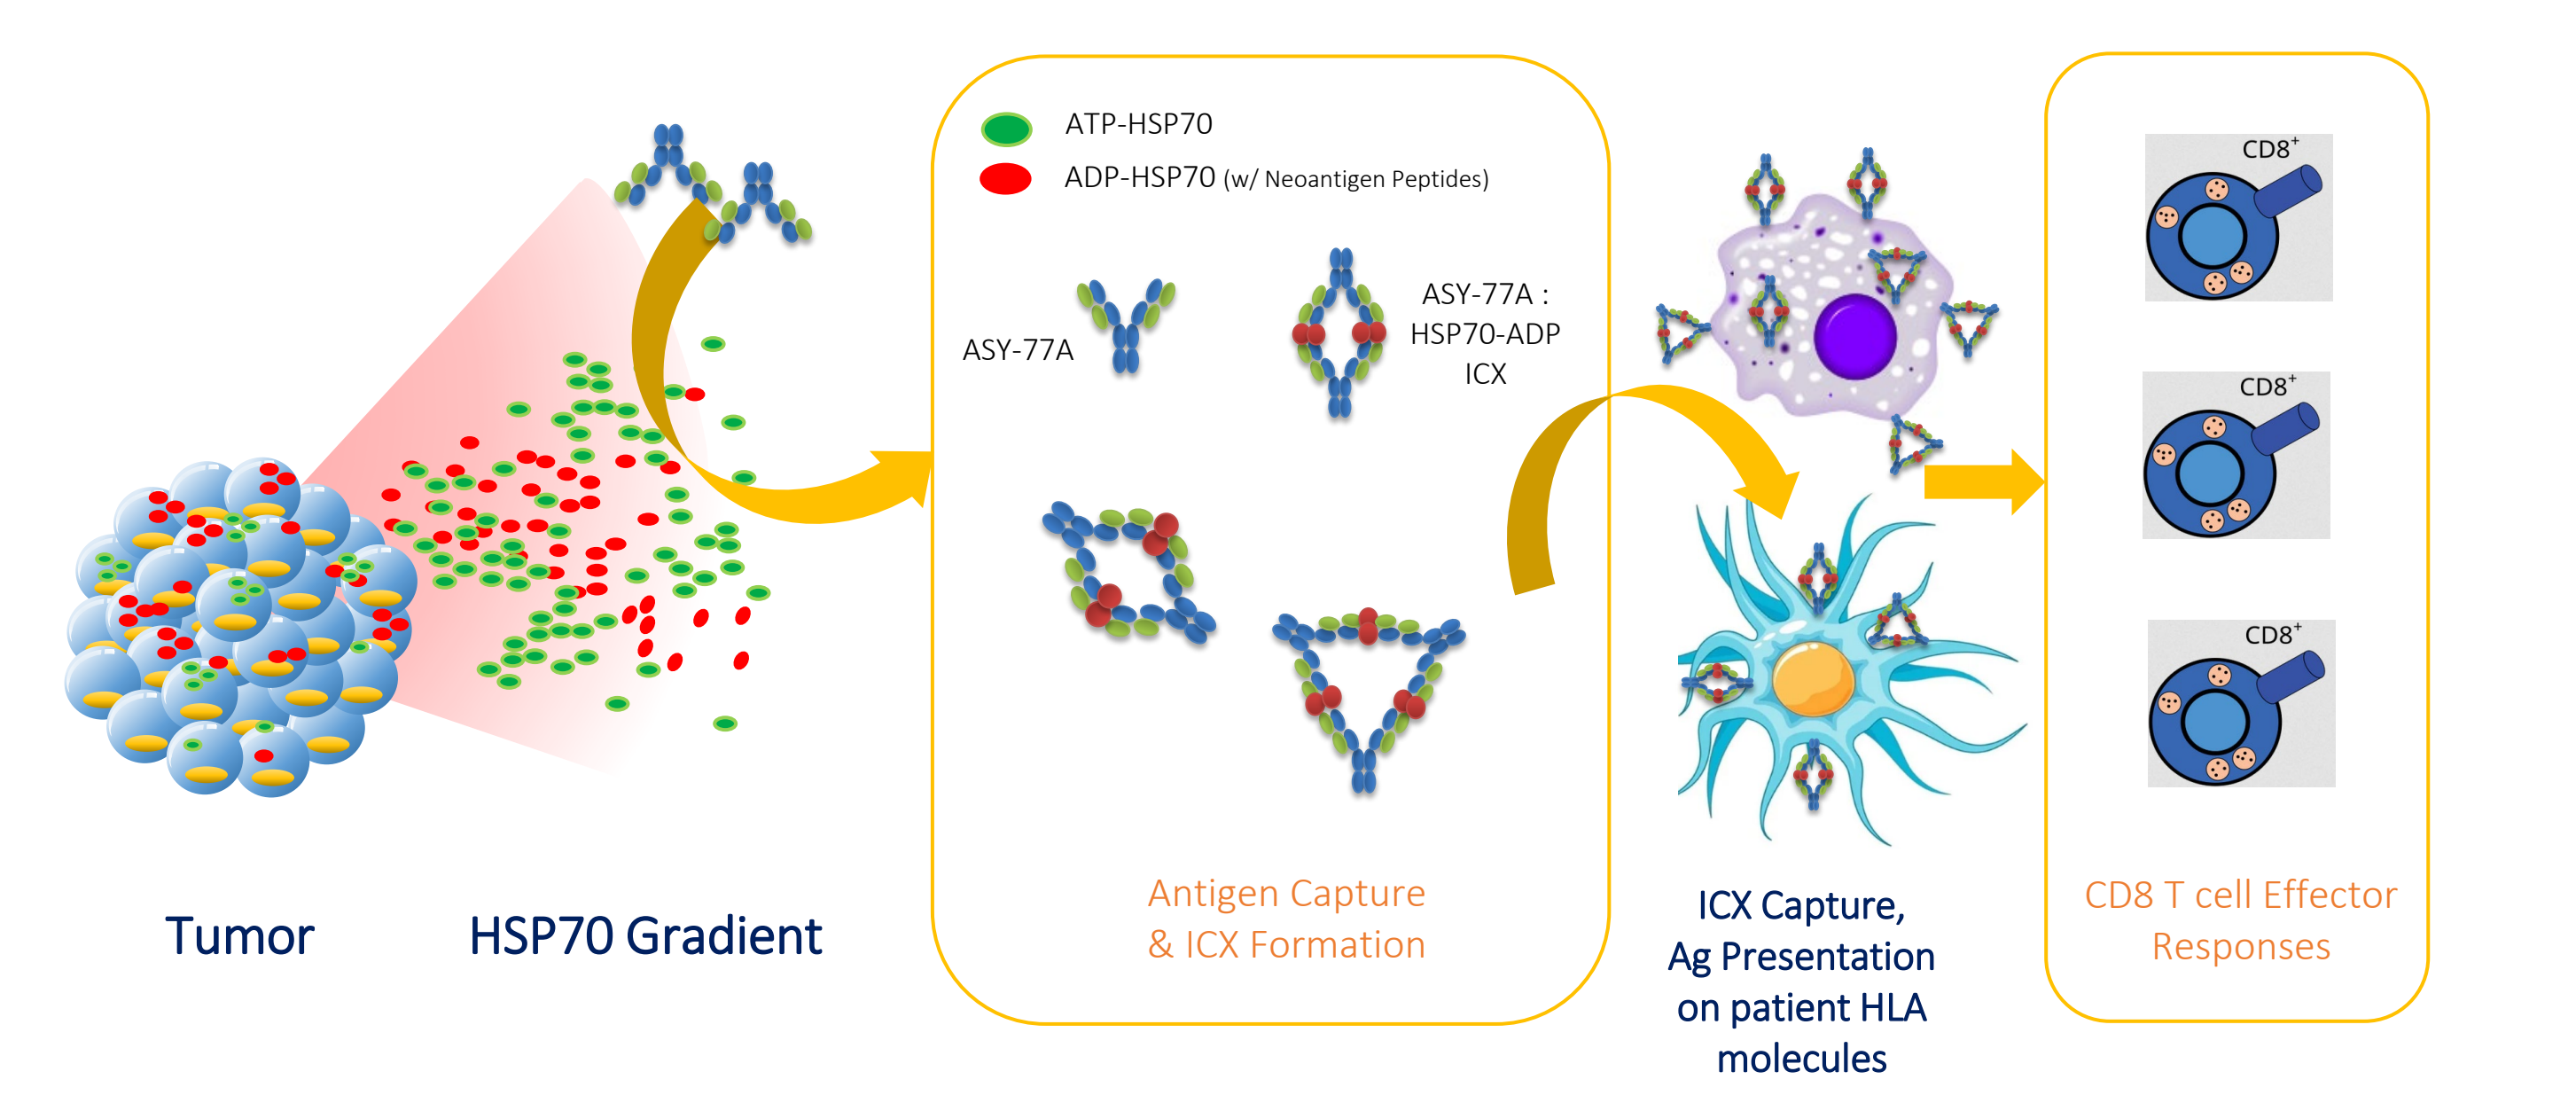 ATP-HSP70
ADP-HSP70 (w/ Neoantigen Peptides)
ASY-77A
ASY-77A :
HSP70-ADP
ICX
CD8+
CD8+
CD8+
Tumor
HSP70 Gradient
Antigen Capture
& ICX Formation
ICX Capture,
Ag Presentation
on patient HLA
molecules
CD8 T cell Effector
Responses